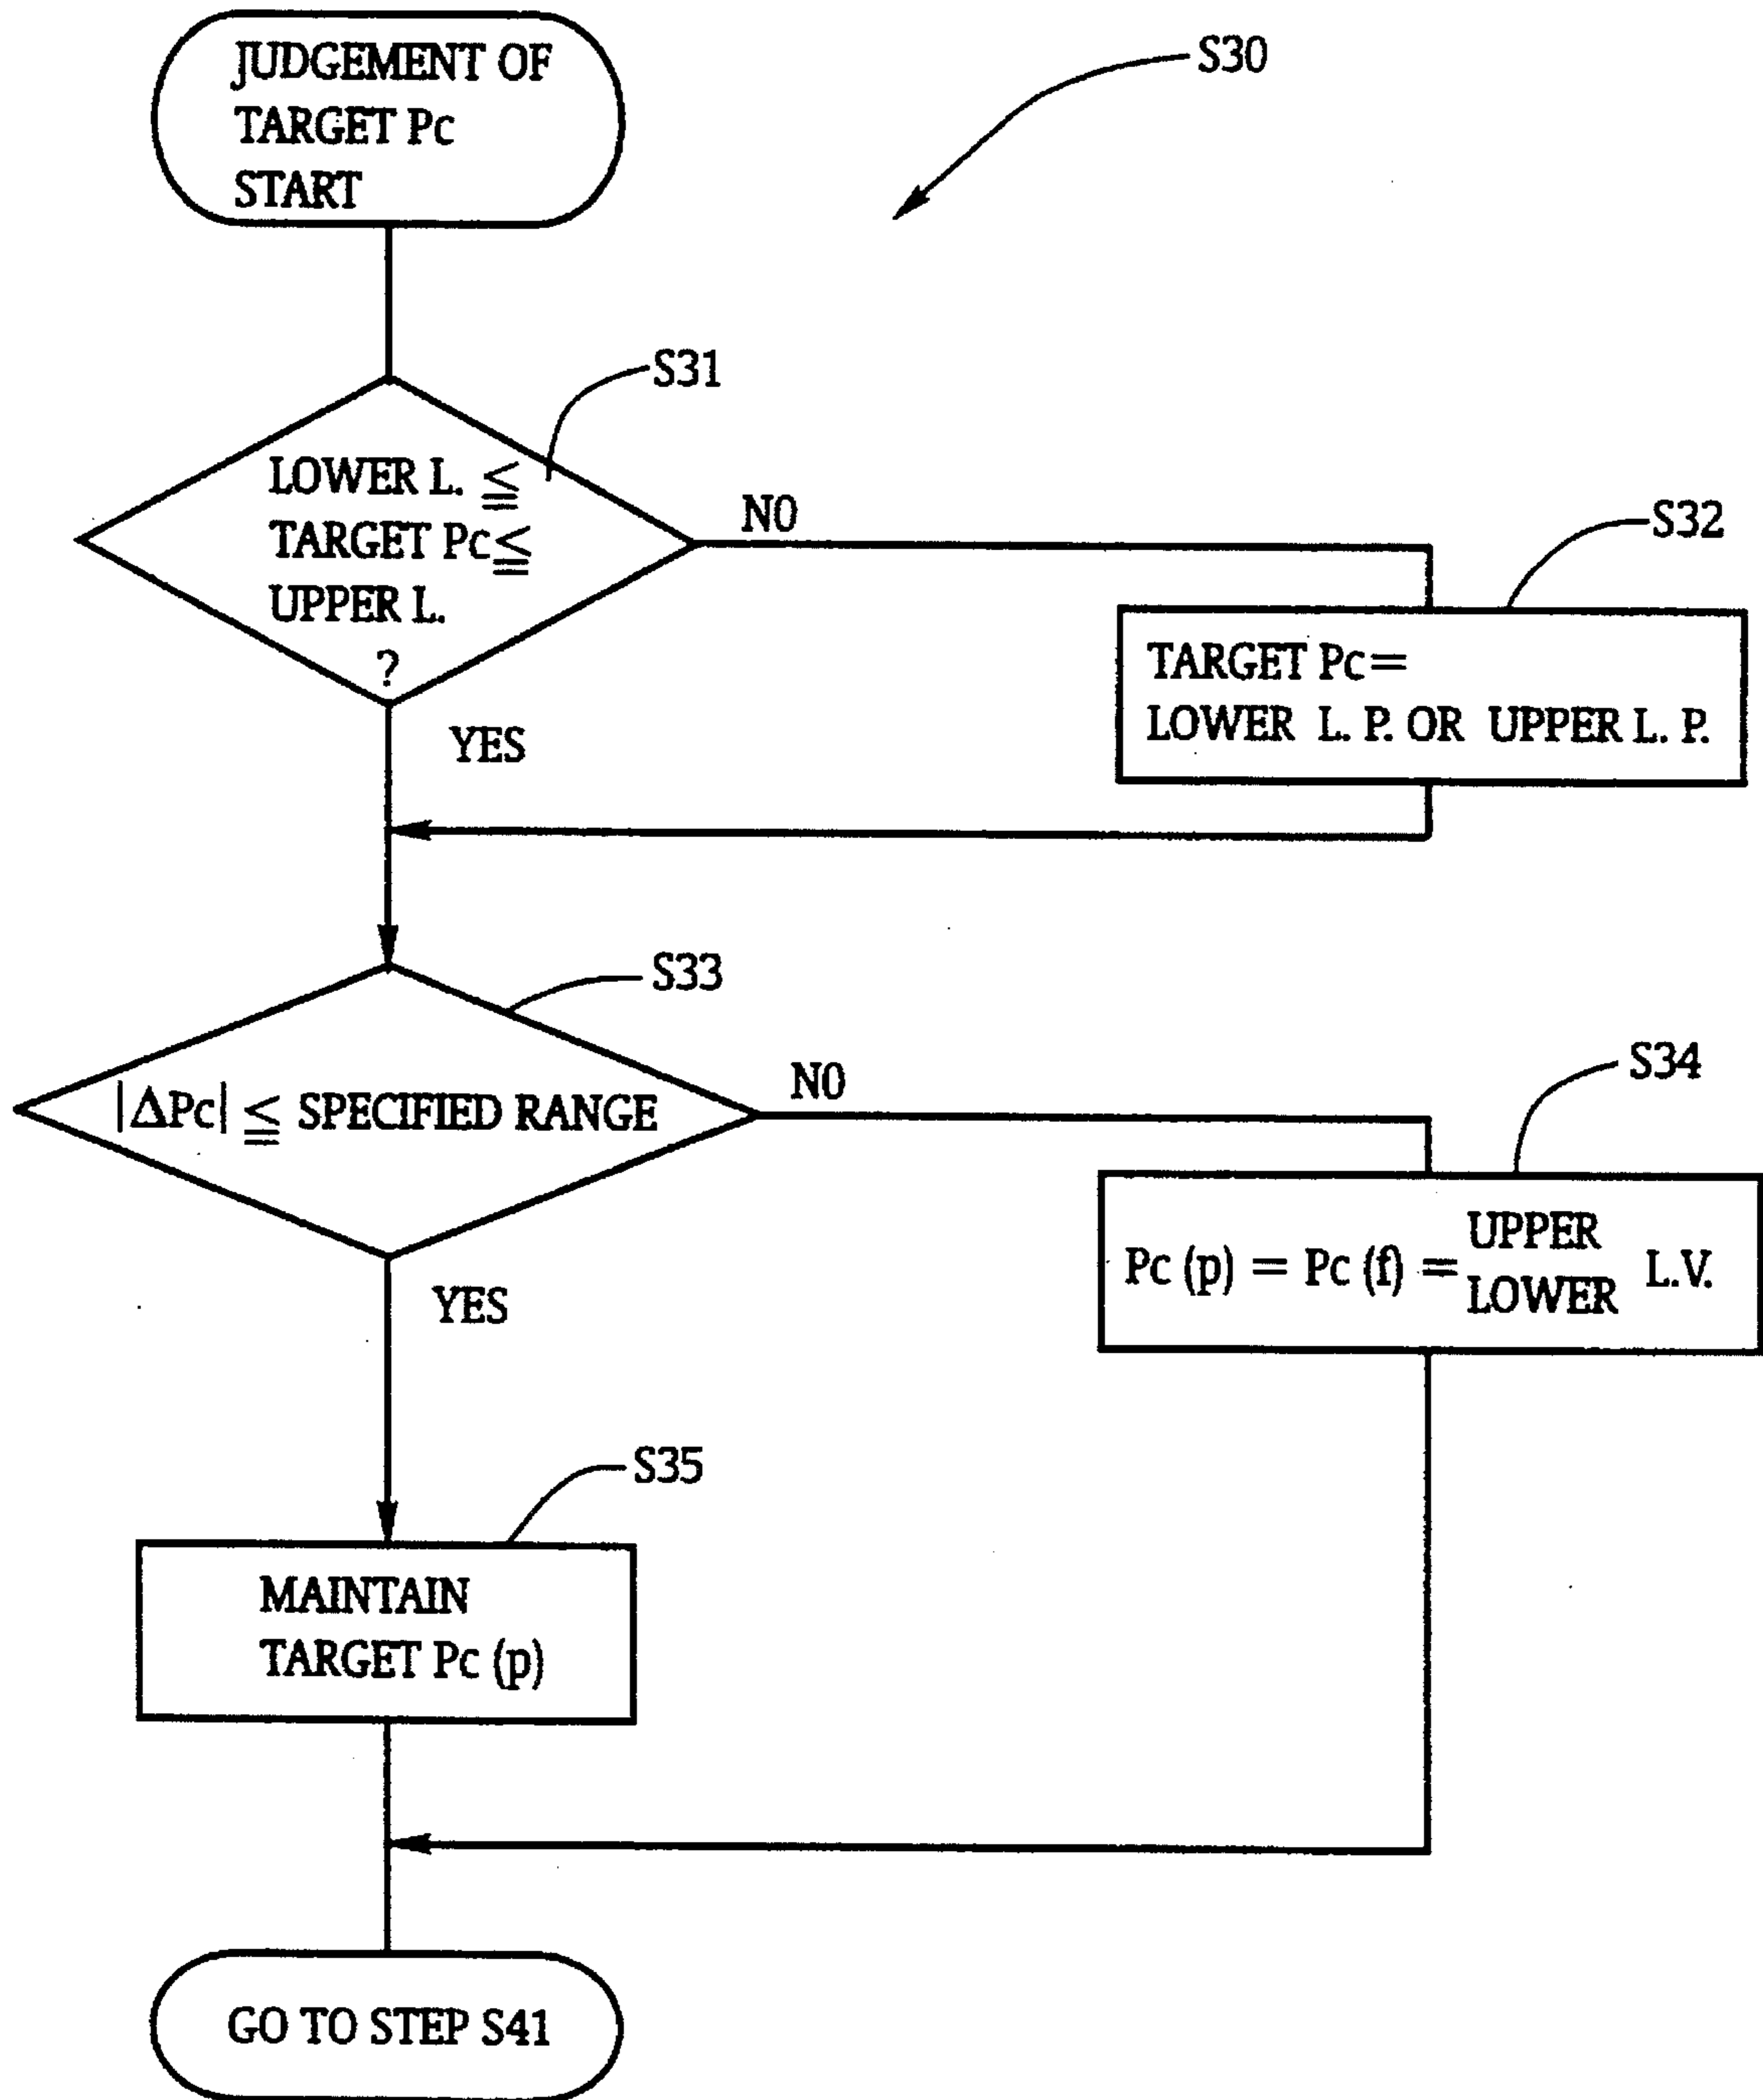 JUDGEMENT OF
TARGET Pc
START
S30
S31
LOWER L. ≦
TARGET Pc ≦
UPPER L.
?
NO
YES
S32
TARGET Pc =
LOWER L. P. OR UPPER L. P.
S33
|ΔPc| ≦ SPECIFIED RANGE
NO
YES
S34
Pc (p) = Pc (f) = UPPER
LOWER L.V.
S35
MAINTAIN
TARGET Pc (p)
GO TO STEP S41